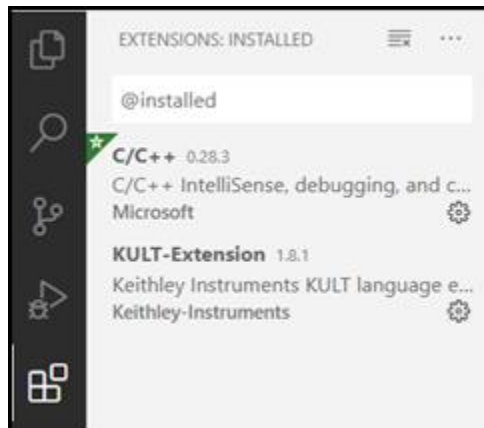 EXTENSIONS: INSTALLED
@installed
C/C++ 0.28.3
C/C++ IntelliSense, debugging, and c...
Microsoft
KULT-Extension 1.8.1
Keithley Instruments KULT language e...
Keithley-Instruments